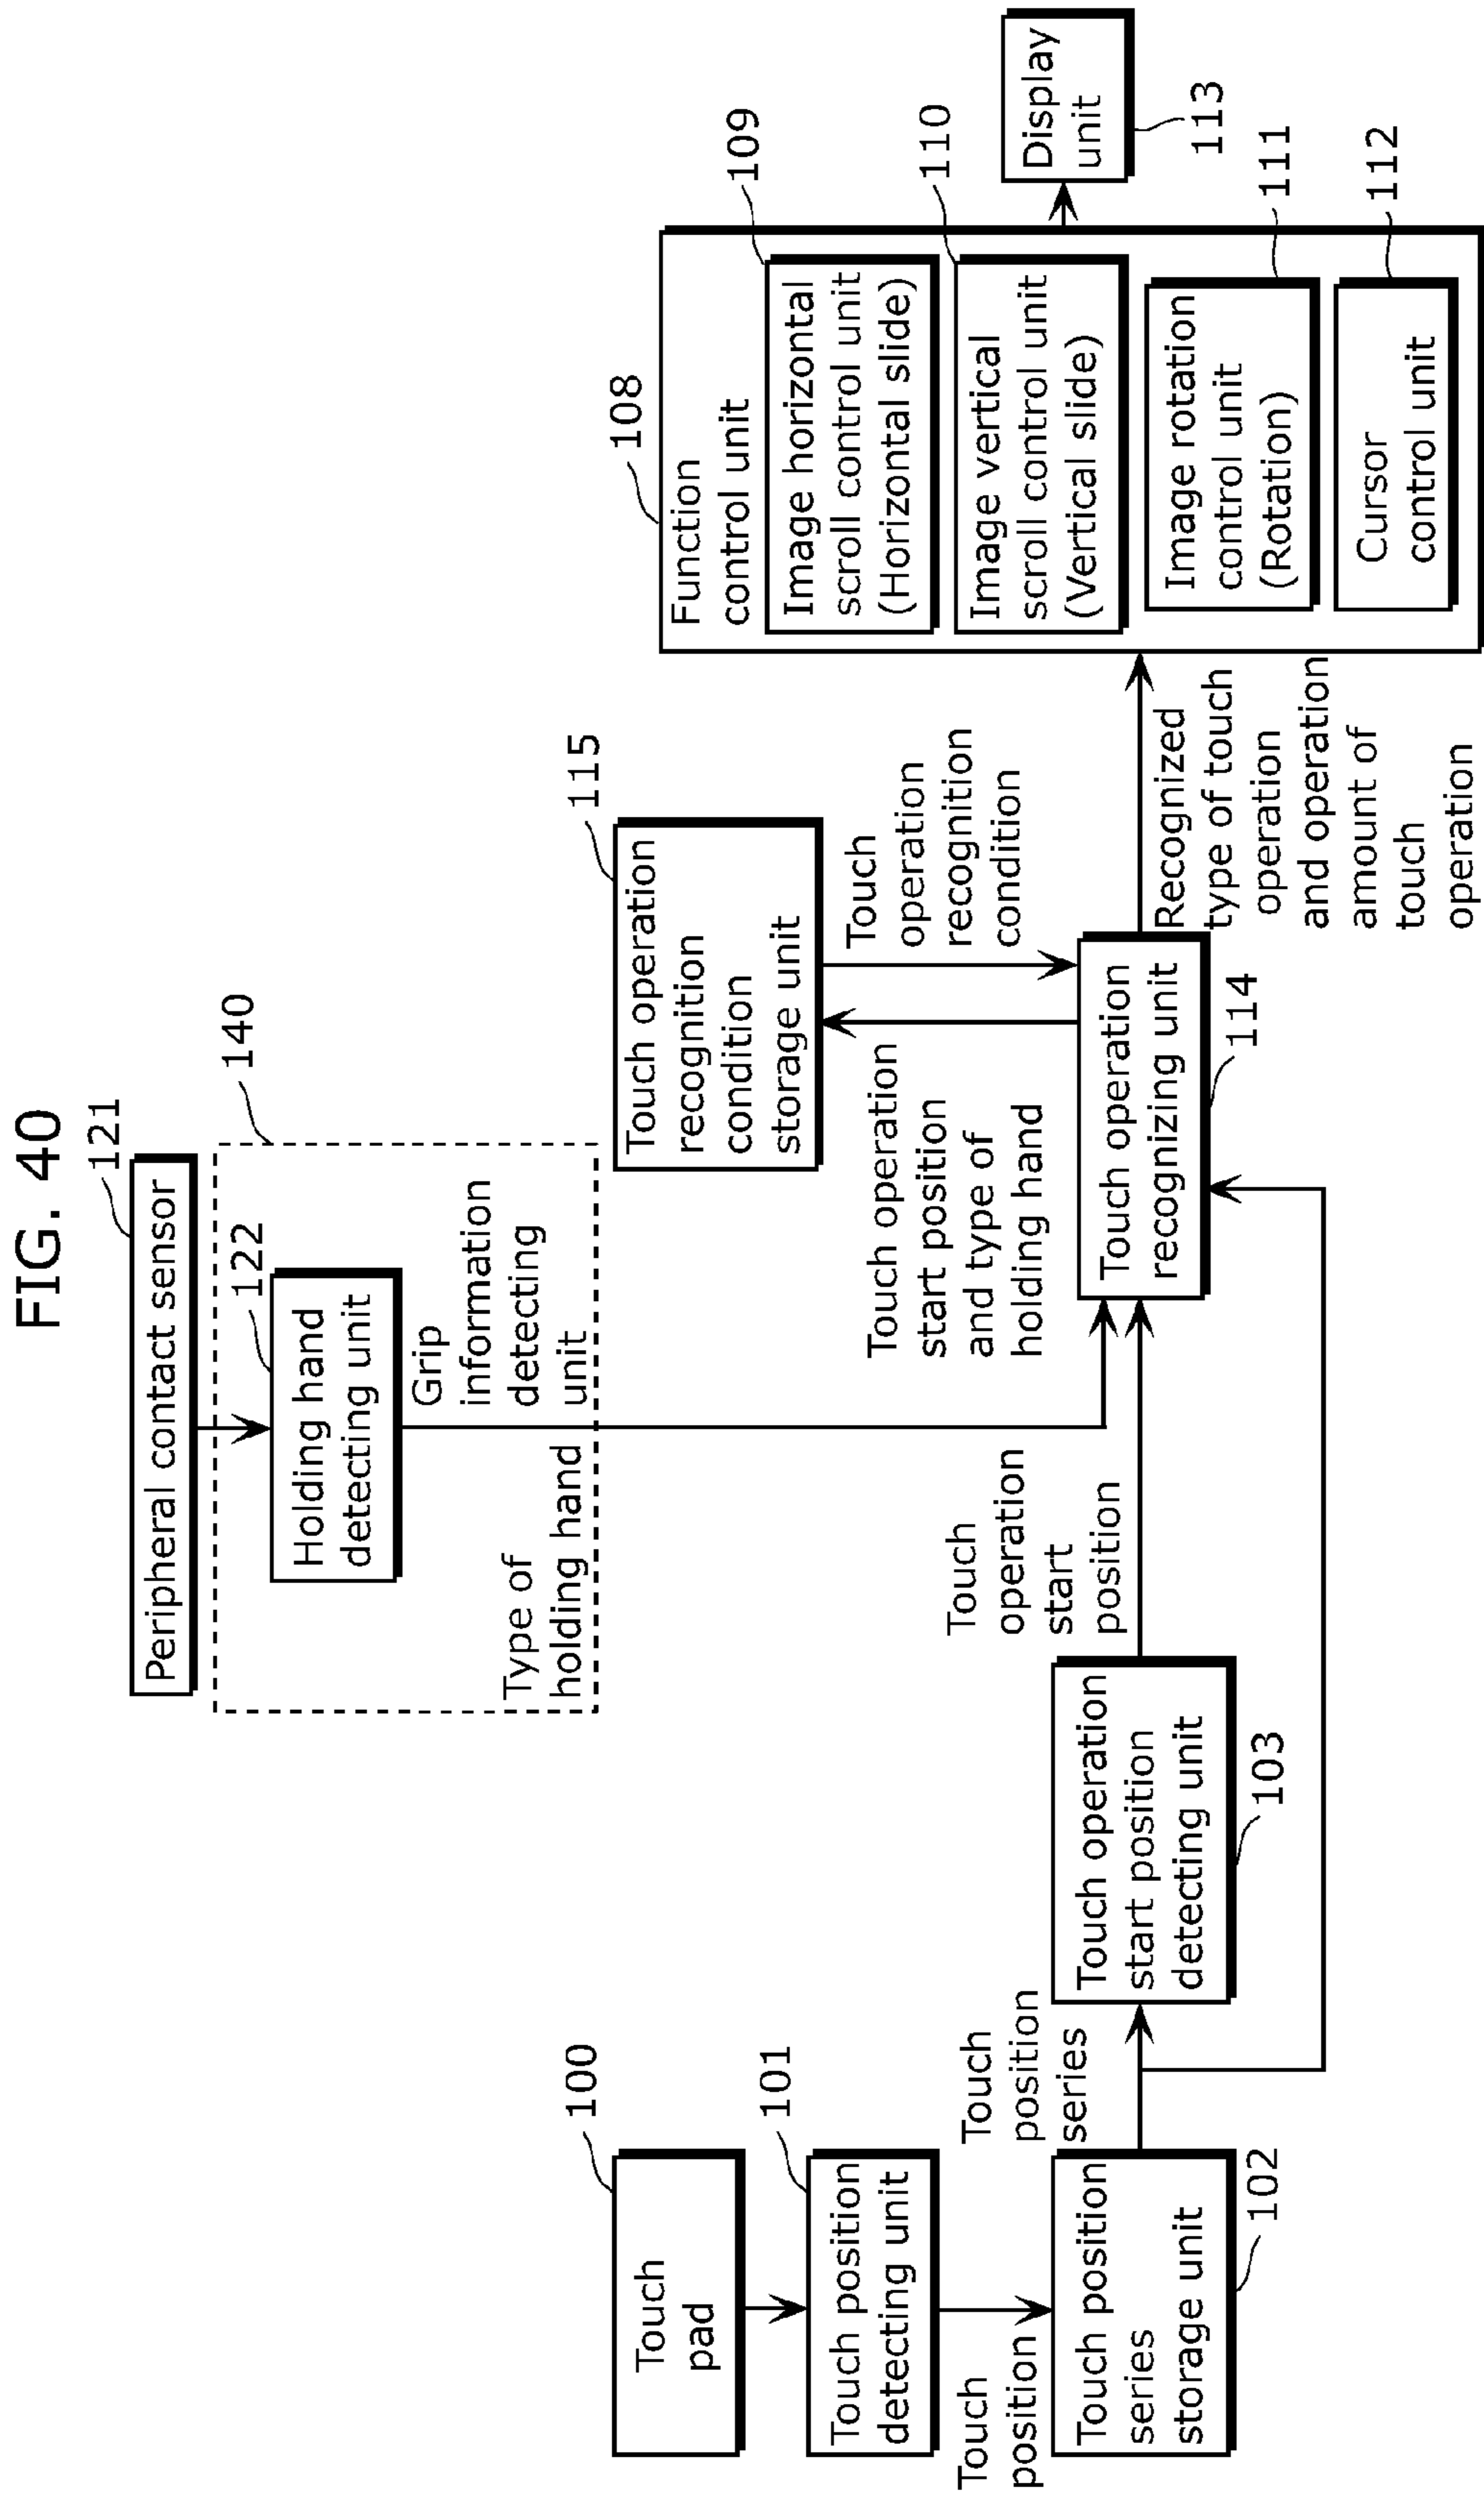 FIG. 40
121
Peripheral contact sensor
140
122
Holding hand
detecting unit
Grip
information
detecting
unit
Type of
holding hand
100
Touch
pad
101
Touch position
detecting unit
Touch
position
Touch position
series
storage unit
102
Touch
position
series
Touch operation
start position
detecting unit
103
Touch
operation
start
position
115
Touch operation
recognition
condition
storage unit
Touch operation
start position
and type of
holding hand
Touch
operation
recognition
condition
Touch operation
recognizing unit
114
Recognized
type of touch
operation
and operation
amount of
touch
operation
108
Function
control unit
109
Image horizontal
scroll control unit
(Horizontal slide)
110
Image vertical
scroll control unit
(Vertical slide)
111
Image rotation
control unit
(Rotation)
112
Cursor
control unit
Display
unit
113